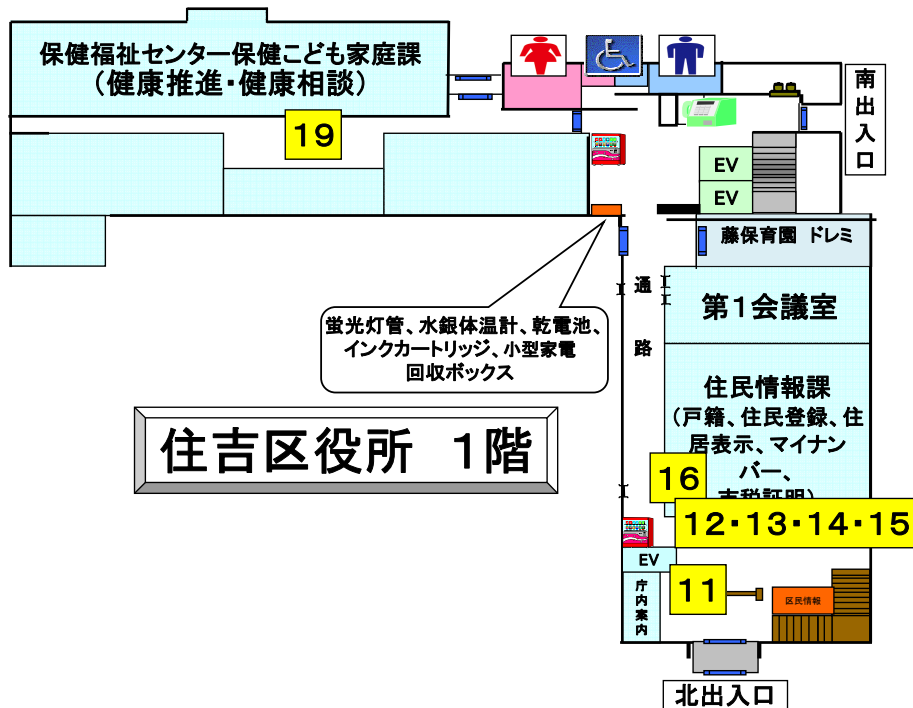 保健福祉センター保健こども家庭課
（健康推進・健康相談）
19
南出入口
EV
EV
藤保育園 ドレミ
通路
第１会議室
蛍光灯管、水銀体温計、乾電池、
インクカートリッジ、小型家電
回収ボックス
住民情報課
（戸籍、住民登録、住
居表示、マイナン
バー、
市税証明）
住吉区役所 １階
16
12・13・14・15
EV
11
庁内案内
区民情報
北出入口